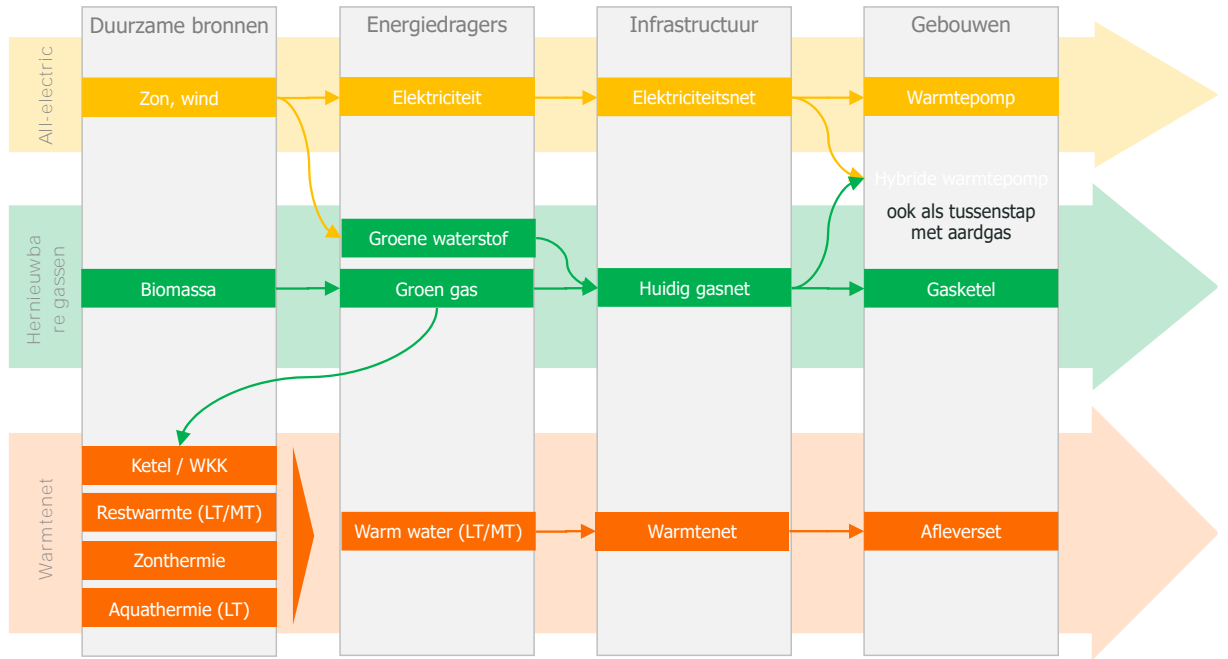 Duurzame bronnen
Energiedragers
Infrastructuur
Gebouwen
All-electric
Zon, wind
Elektriciteit
Elektriciteitsnet
Warmtepomp
Hybride warmtepomp
ook als tussenstap
met aardgas
Hernieuwba
re gassen
Groene waterstof
Biomassa
Groen gas
Huidig gasnet
Gasketel
Warmtenet
Ketel / WKK
Restwarmte (LT/MT)
Zonthermie
Aquathermie (LT)
Warm water (LT/MT)
Warmtenet
Afleverset